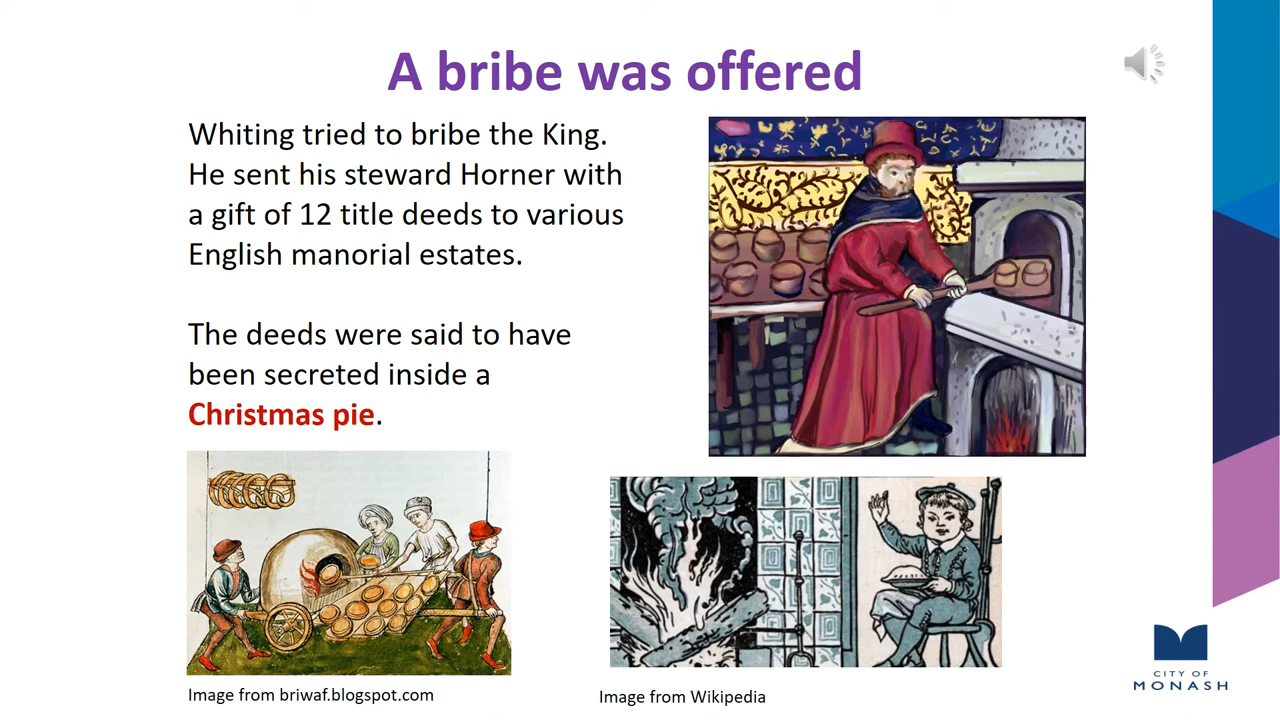 A bribe was offered
Whiting tried to bribe the King.
He sent his steward Horner with
a gift of 12 title deeds to various
English manorial estates.
The deeds were said to have
been secreted inside a
Christmas pie.
Image from briwaf.blogspot.com
Image from Wikipedia
CITY OF
MONASH